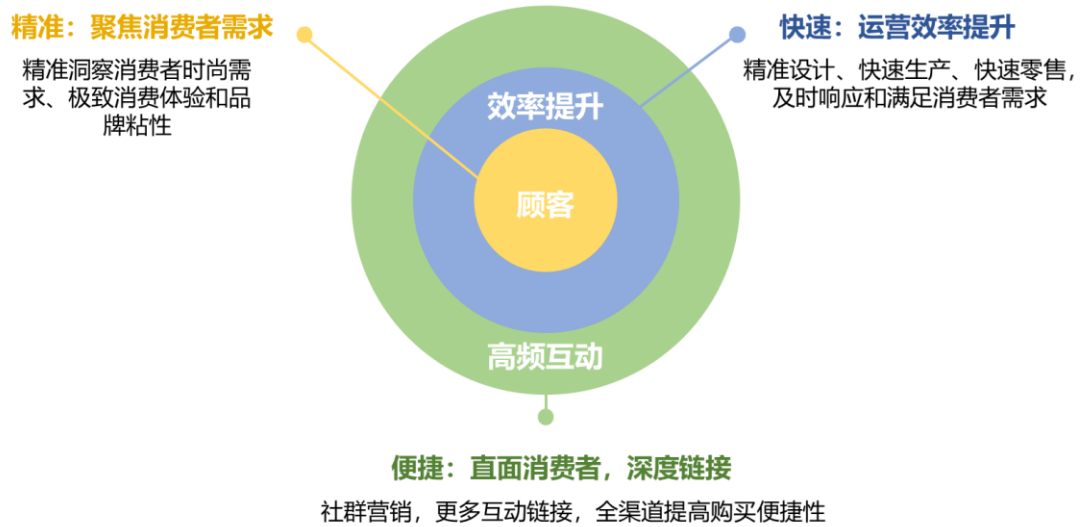 精准：聚焦消费者需求
精准洞察消费者时尚需
求、极致消费体验和品
牌粘性
快速：运营效率提升
精准设计、快速生产、快速零售，
及时响应和满足消费者需求
效率提升
顾客
高频互动
便捷：直面消费者，深度链接
社群营销，更多互动链接，全渠道提高购买便捷性